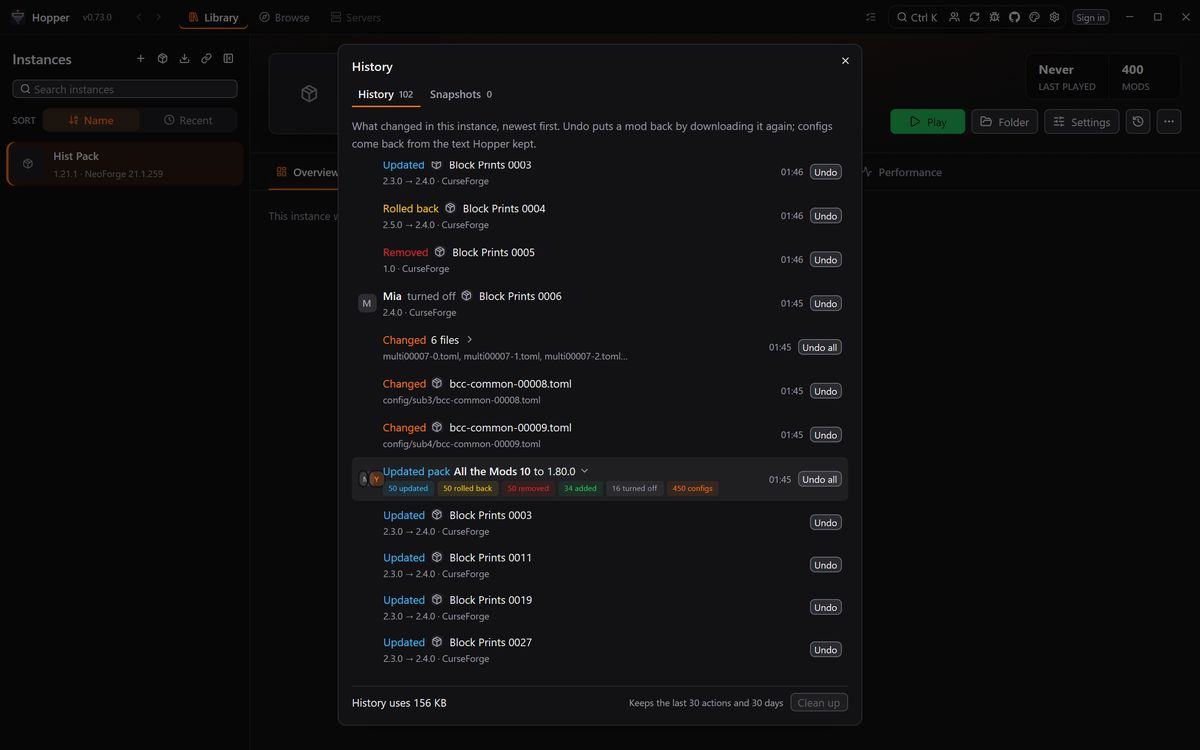 Hopper v0.73.0 Library Browse Servers Ctrl K Sign in
Instances
Search instances
SORT Name Recent
Hist Pack
1.21.1 · NeoForge 21.1.259
Never
LAST PLAYED
400
MODS
Play Folder Settings
Overview
Performance
This instance
History
History 102 Snapshots 0
What changed in this instance, newest first. Undo puts a mod back by downloading it again; configs
come back from the text Hopper kept.
Updated Block Prints 0003 01:46 Undo
2.3.0 → 2.4.0 · CurseForge
Rolled back Block Prints 0004 01:46 Undo
2.5.0 → 2.4.0 · CurseForge
Removed Block Prints 0005 01:46 Undo
1.0 · CurseForge
M Mia turned off Block Prints 0006 01:45 Undo
2.4.0 · CurseForge
Changed 6 files 01:45 Undo all
multi00007-0.toml, multi00007-1.toml, multi00007-2.toml...
Changed bcc-common-00008.toml 01:45 Undo
config/sub3/bcc-common-00008.toml
Changed bcc-common-00009.toml 01:45 Undo
config/sub4/bcc-common-00009.toml
Y Updated pack All the Mods 10 to 1.80.0 01:45 Undo all
50 updated 50 rolled back 50 removed 34 added 16 turned off 450 configs
Updated Block Prints 0003 Undo
2.3.0 → 2.4.0 · CurseForge
Updated Block Prints 0011 Undo
2.3.0 → 2.4.0 · CurseForge
Updated Block Prints 0019 Undo
2.3.0 → 2.4.0 · CurseForge
Updated Block Prints 0027 Undo
2.3.0 → 2.4.0 · CurseForge
History uses 156 KB Keeps the last 30 actions and 30 days Clean up